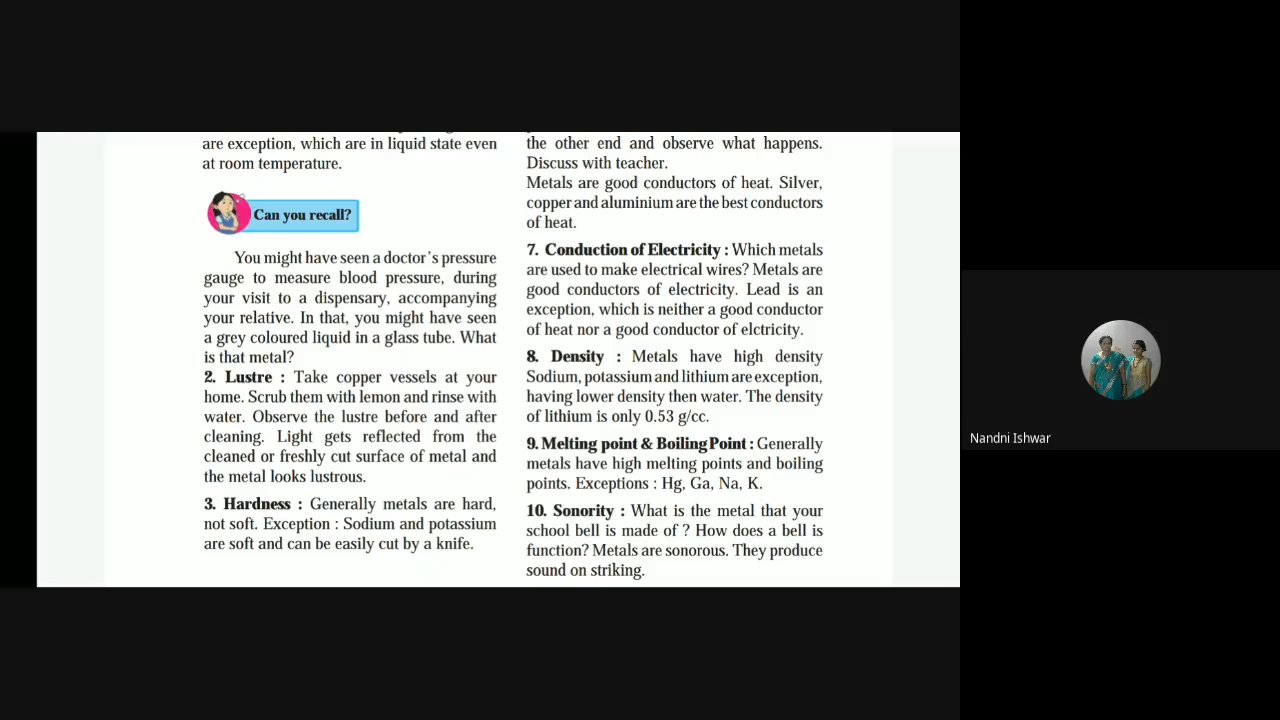 are exception, which are in liquid state even
at room temperature.
Can you recall?
You might have seen a doctor's pressure
gauge to measure blood pressure, during
your visit to a dispensary, accompanying
your relative. In that, you might have seen
a grey coloured liquid in a glass tube. What
is that metal?
2. Lustre : Take copper vessels at your
home. Scrub them with lemon and rinse with
water. Observe the lustre before and after
cleaning. Light gets reflected from the
cleaned or freshly cut surface of metal and
the metal looks lustrous.
3. Hardness : Generally metals are hard,
not soft. Exception : Sodium and potassium
are soft and can be easily cut by a knife.
the other end and observe what happens.
Discuss with teacher.
Metals are good conductors of heat. Silver,
copper and aluminium are the best conductors
of heat.
7. Conduction of Electricity : Which metals
are used to make electrical wires? Metals are
good conductors of electricity. Lead is an
exception, which is neither a good conductor
of heat nor a good conductor of elctricity.
8. Density : Metals have high density
Sodium, potassium and lithium are exception,
having lower density then water. The density
of lithium is only 0.53 g/cc.
9. Melting point & Boiling Point : Generally
metals have high melting points and boiling
points. Exceptions : Hg, Ga, Na, K.
10. Sonority : What is the metal that your
school bell is made of ? How does a bell is
function? Metals are sonorous. They produce
sound on striking.
Nandni Ishwar